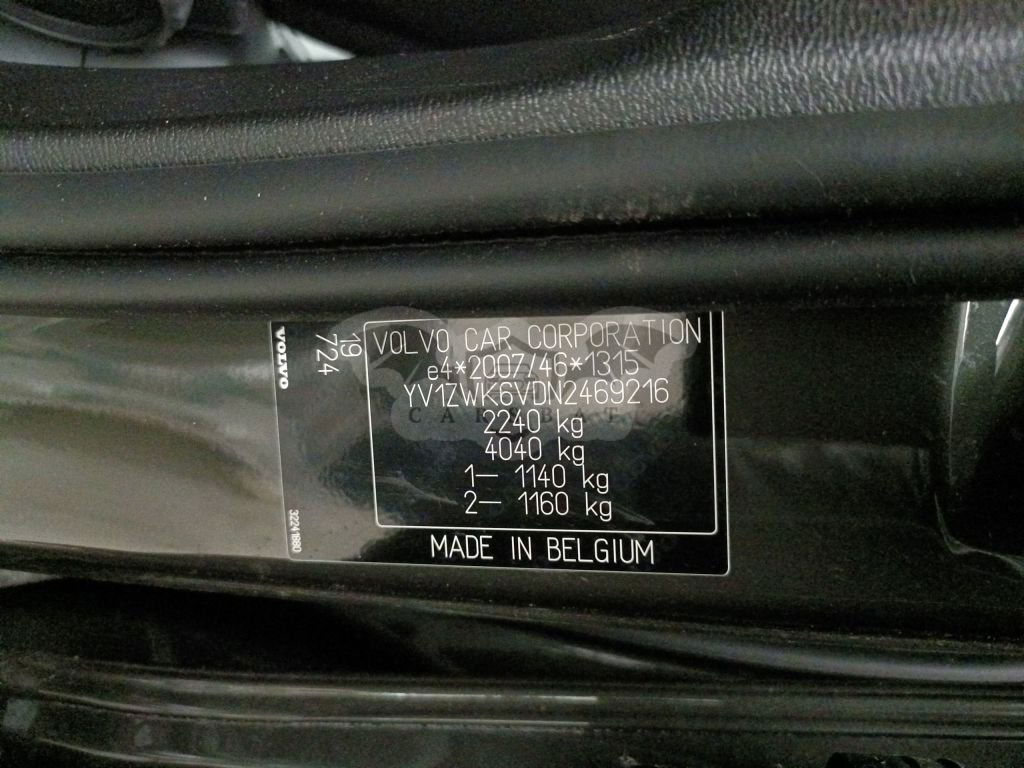 VOLVO
19
724
VOLVO CAR CORPORATION
e4*2007/46*1315
YV1ZWK6VDN2469216
2240 kg
4040 kg
1– 1140 kg
2– 1160 kg
MADE IN BELGIUM
32241880